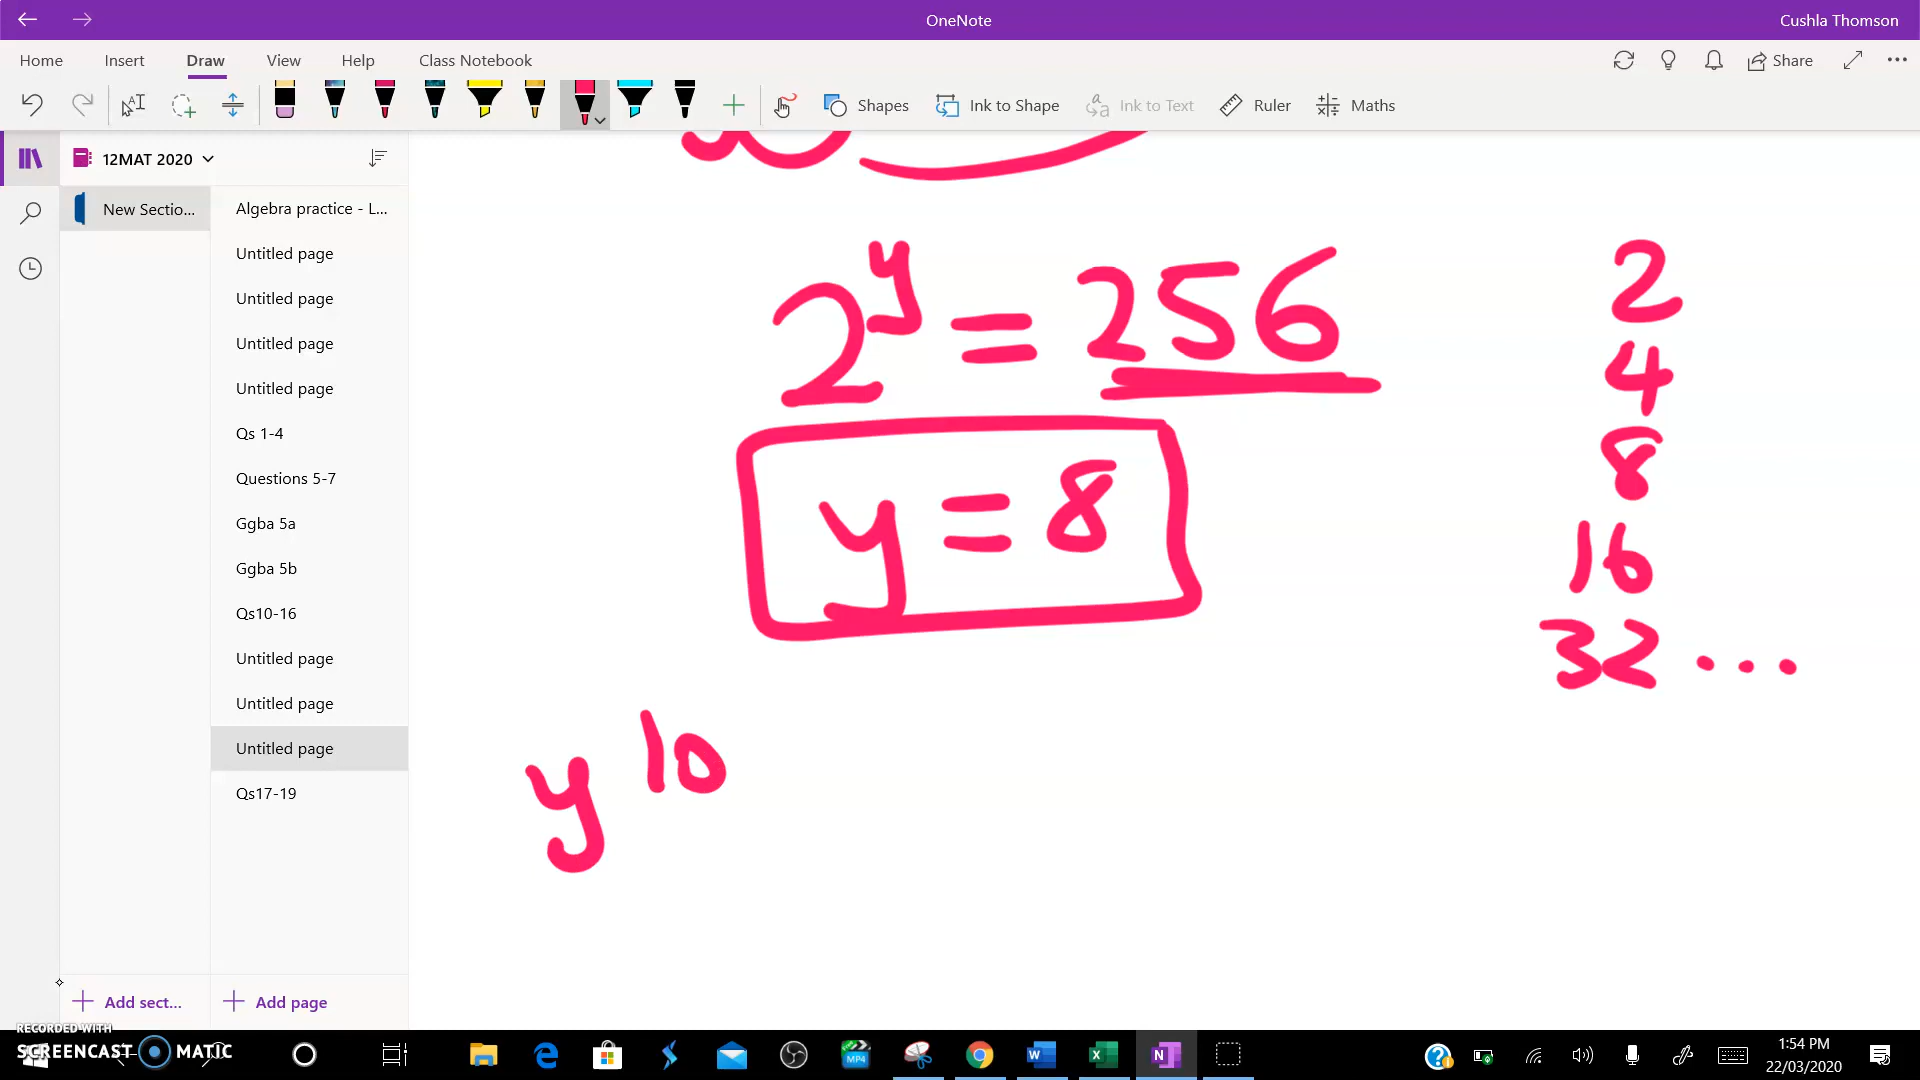 OneNote
Cushla Thomson
Home Insert Draw View Help Class Notebook
Share
Shapes Ink to Shape Ink to Text Ruler Maths
12MAT 2020
New Sectio...
Algebra practice - L...
Untitled page
Untitled page
Untitled page
Untitled page
Qs 1-4
Questions 5-7
Ggba 5a
Ggba 5b
Qs10-16
Untitled page
Untitled page
Untitled page
Qs17-19
Add sect...
Add page
2^y = 256
y = 8
2
4
8
16
32 ...
y 10
RECORDED WITH
SCREENCAST MATIC
MP4
1:54 PM
22/03/2020